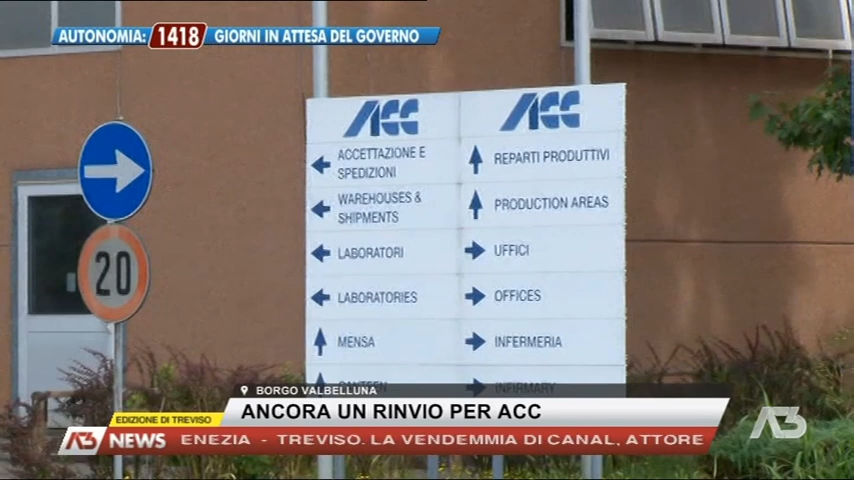 AUTONOMIA: 1418 GIORNI IN ATTESA DEL GOVERNO
ACC
ACCETTAZIONE E
SPEDIZIONI
WAREHOUSES &
SHIPMENTS
LABORATORI
LABORATORIES
MENSA
CANTEEN
ACC
REPARTI PRODUTTIVI
PRODUCTION AREAS
UFFICI
OFFICES
INFERMERIA
INFIRMARY
20
BORGO VALBELLUNA
EDIZIONE DI TREVISO
ANCORA UN RINVIO PER ACC
A3 NEWS ENEZIA - TREVISO. LA VENDEMMIA DI CANAL, ATTORE
A3